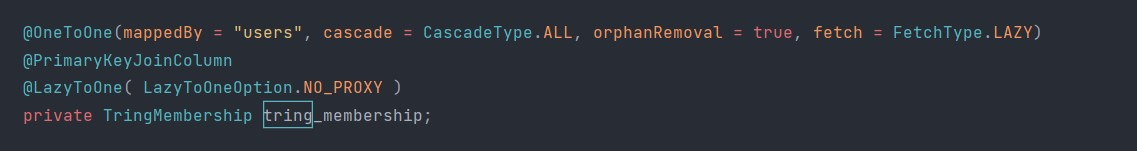 @OneToOne(mappedBy = "users", cascade = CascadeType.ALL, orphanRemoval = true, fetch = FetchType.LAZY)
@PrimaryKeyJoinColumn
@LazyToOne( LazyToOneOption.NO_PROXY )
private TringMembership tring_membership;